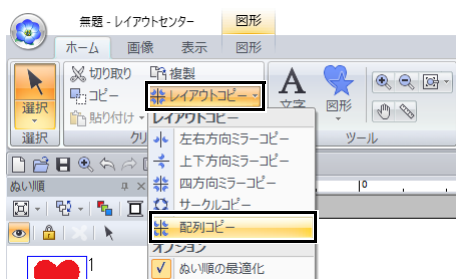 無題 - レイアウトセンター 図形
ホーム 画像 表示 図形
選択
切り取り 複製
コピー レイアウトコピー
貼り付け
A
文字
図形
選択 ツール
レイアウトコピー
左右方向ミラーコピー
上下方向ミラーコピー
四方向ミラーコピー
サークルコピー
配列コピー
オプション
ぬい順の最適化
ぬい順
0
1